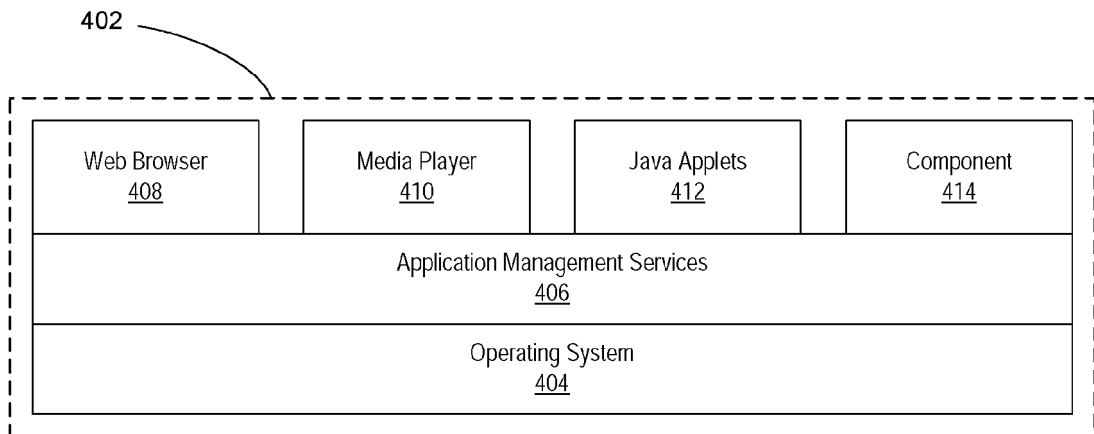 402
Web Browser
408
Media Player
410
Java Applets
412
Component
414
Application Management Services
406
Operating System
404